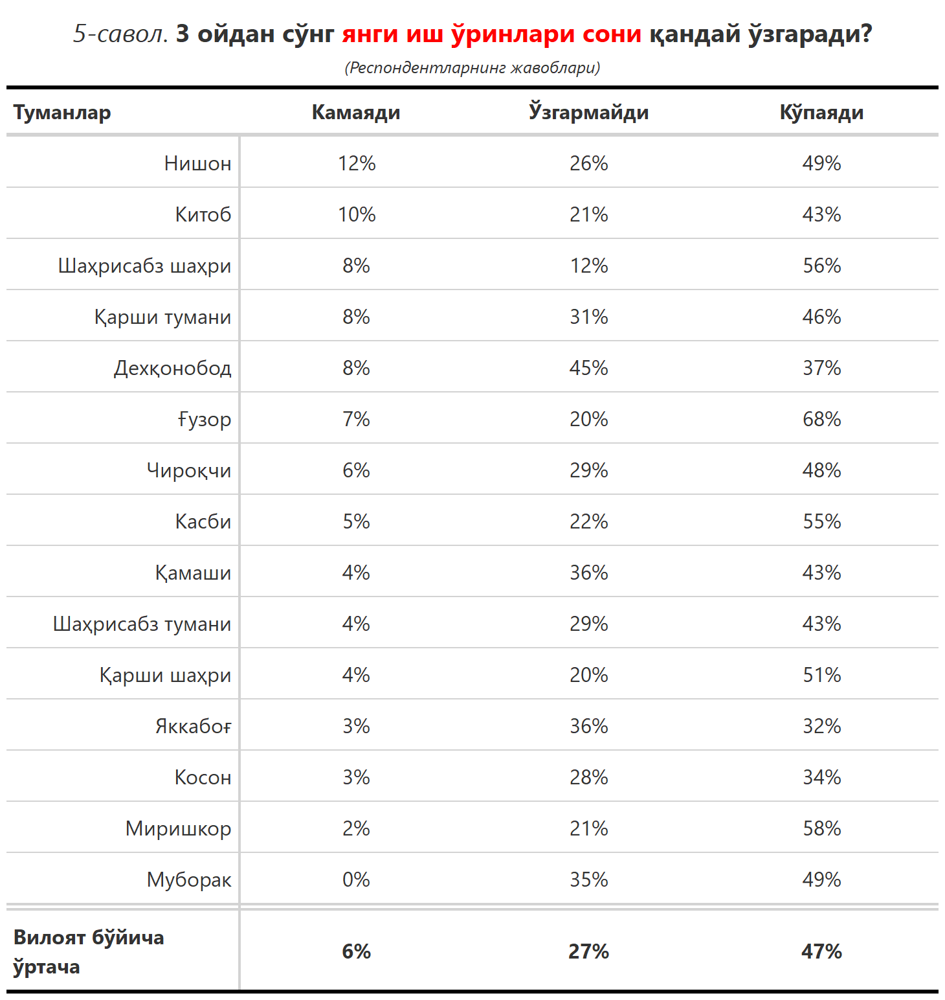 5-савол. 3 ойдан сўнг янги иш ўринлари сони қандай ўзгаради?
(Респондентларнинг жавоблари)
Туманлар Камаяди Ўзгармайди Кўпаяди
Нишон 12% 26% 49%
Китоб 10% 21% 43%
Шаҳрисабз шаҳри 8% 12% 56%
Қарши тумани 8% 31% 46%
Дехқонобод 8% 45% 37%
Ғузор 7% 20% 68%
Чироқчи 6% 29% 48%
Касби 5% 22% 55%
Қамаши 4% 36% 43%
Шаҳрисабз тумани 4% 29% 43%
Қарши шаҳри 4% 20% 51%
Яккабоғ 3% 36% 32%
Косон 3% 28% 34%
Миришкор 2% 21% 58%
Муборак 0% 35% 49%
Вилоят бўйича
ўртача 6% 27% 47%